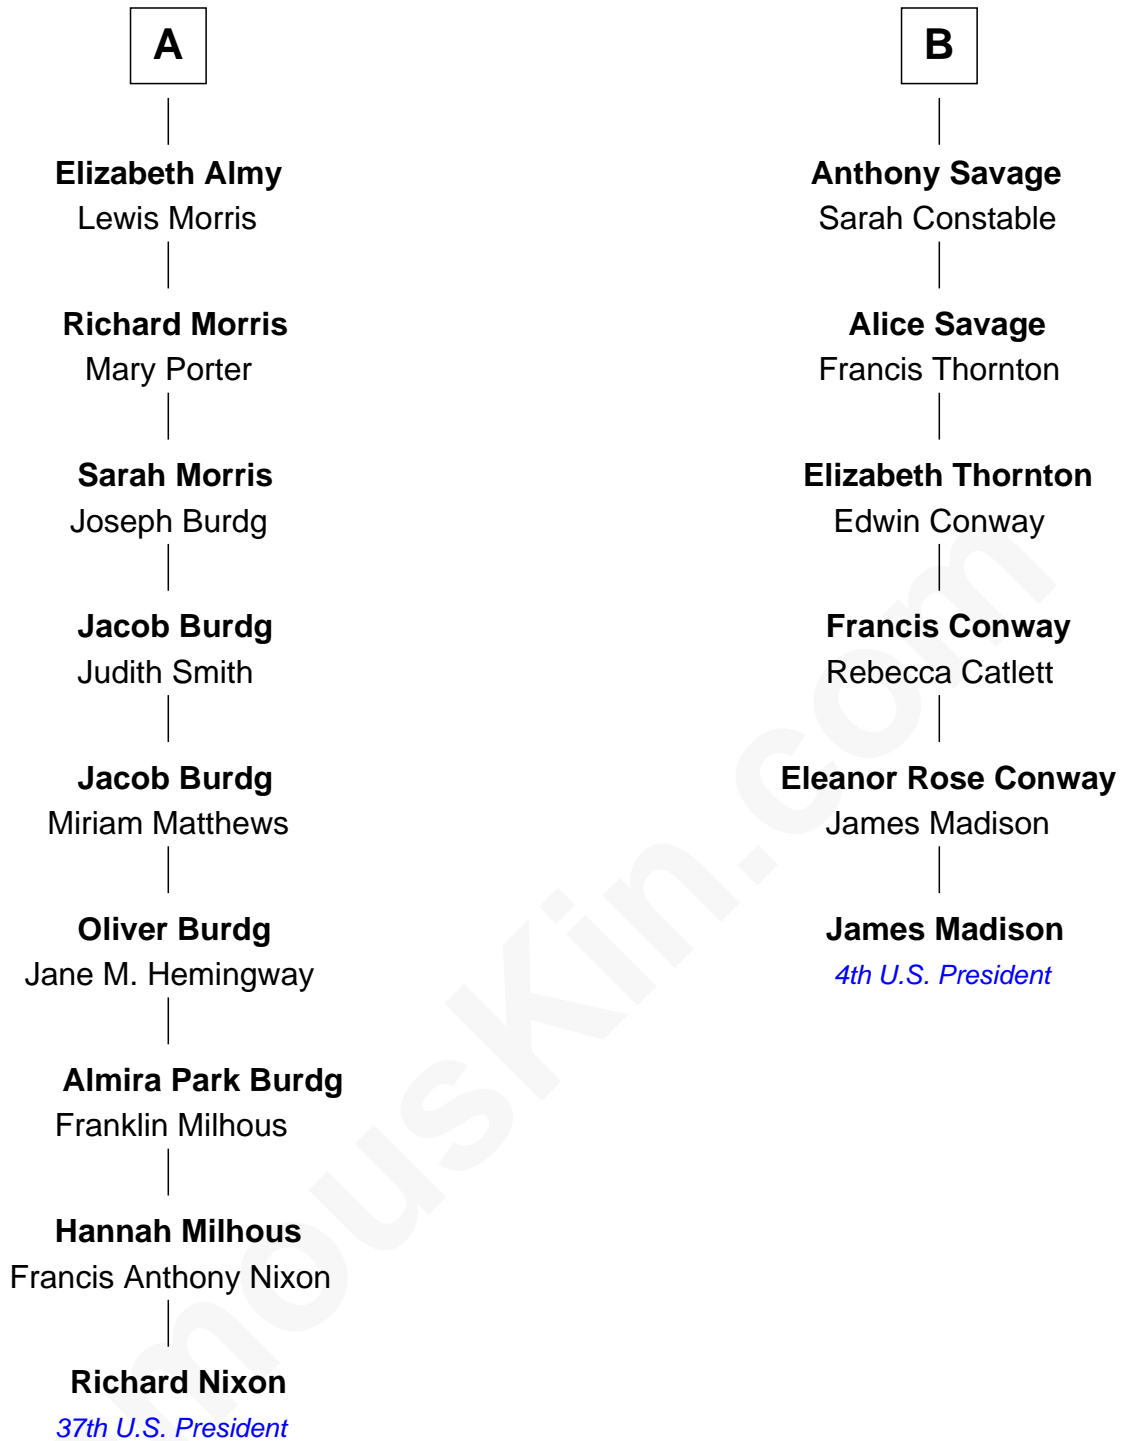 A
Elizabeth Almy
Lewis Morris
Richard Morris
Mary Porter
Sarah Morris
Joseph Burdg
Jacob Burdg
Judith Smith
Jacob Burdg
Miriam Matthews
Oliver Burdg
Jane M. Hemingway
Almira Park Burdg
Franklin Milhous
Hannah Milhous
Francis Anthony Nixon
Richard Nixon
37th U.S. President
B
Anthony Savage
Sarah Constable
Alice Savage
Francis Thornton
Elizabeth Thornton
Edwin Conway
Francis Conway
Rebecca Catlett
Eleanor Rose Conway
James Madison
James Madison
4th U.S. President
mouskin.com